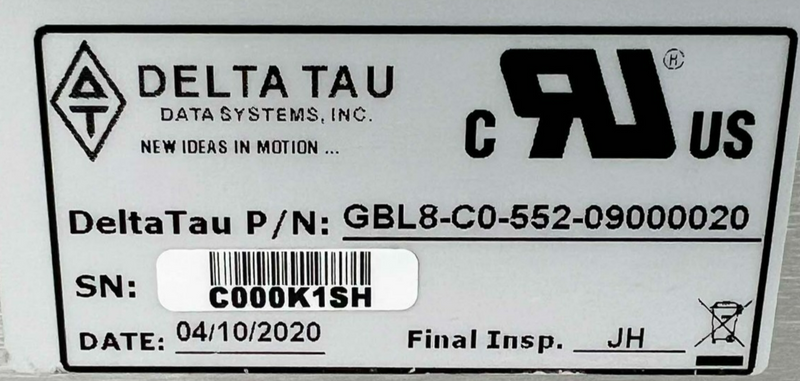 DELTA TAU
DATA SYSTEMS, INC.
NEW IDEAS IN MOTION ...
C RU® US
DeltaTau P/N: GBL8-C0-552-09000020
SN: C000K1SH
DATE: 04/10/2020
Final Insp. JH